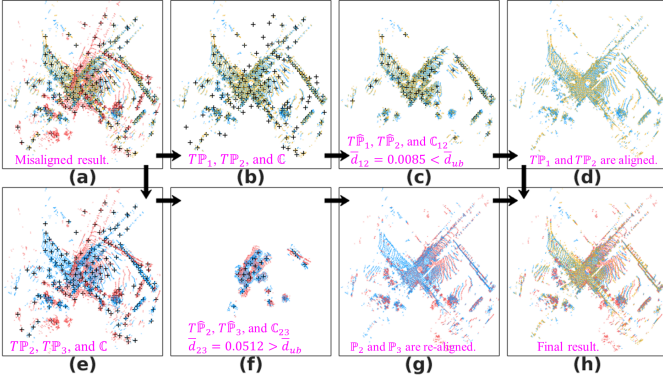 Misaligned result.
(a)
Tℙ₁, Tℙ₂, and ℂ
(b)
Tℙ̂₁, Tℙ̂₂, and ℂ₁₂
d̅₁₂ = 0.0085 < d̅ᵤb
(c)
Tℙ₁ and Tℙ₂ are aligned.
(d)
Tℙ₂, Tℙ₃, and ℂ
(e)
Tℙ̂₂, Tℙ̂₃, and ℂ₂₃
d̅₂₃ = 0.0512 > d̅ᵤb
(f)
ℙ₂ and ℙ₃ are re-aligned.
(g)
Final result.
(h)